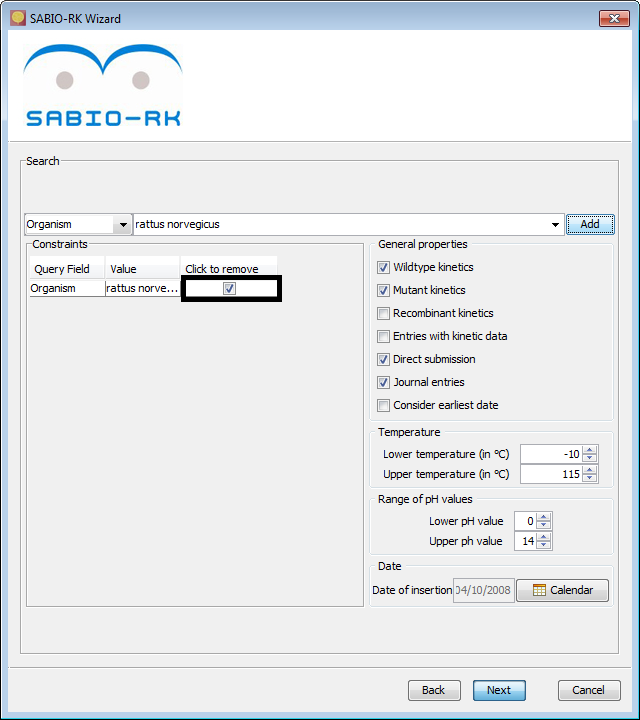 SABIO-RK Wizard
SABIO-RK
Search
Organism rattus norvegicus Add
Constraints
Query Field Value Click to remove
Organism rattus norve...
General properties
Wildtype kinetics
Mutant kinetics
Recombinant kinetics
Entries with kinetic data
Direct submission
Journal entries
Consider earliest date
Temperature
Lower temperature (in °C) -10
Upper temperature (in °C) 115
Range of pH values
Lower pH value 0
Upper ph value 14
Date
Date of insertion 04/10/2008 Calendar
Back Next Cancel